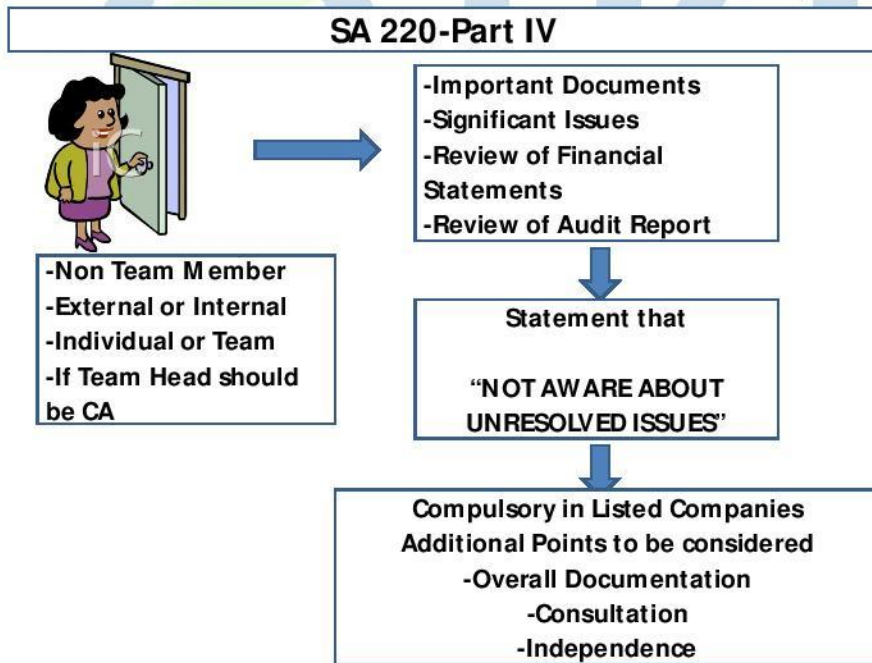 SA 220-Part IV
-Important Documents
-Significant Issues
-Review of Financial
Statements
-Review of Audit Report
-Non Team Member
-External or Internal
-Individual or Team
-If Team Head should
be CA
Statement that
“NOT AWARE ABOUT
UNRESOLVED ISSUES”
Compulsory in Listed Companies
Additional Points to be considered
-Overall Documentation
-Consultation
-Independence